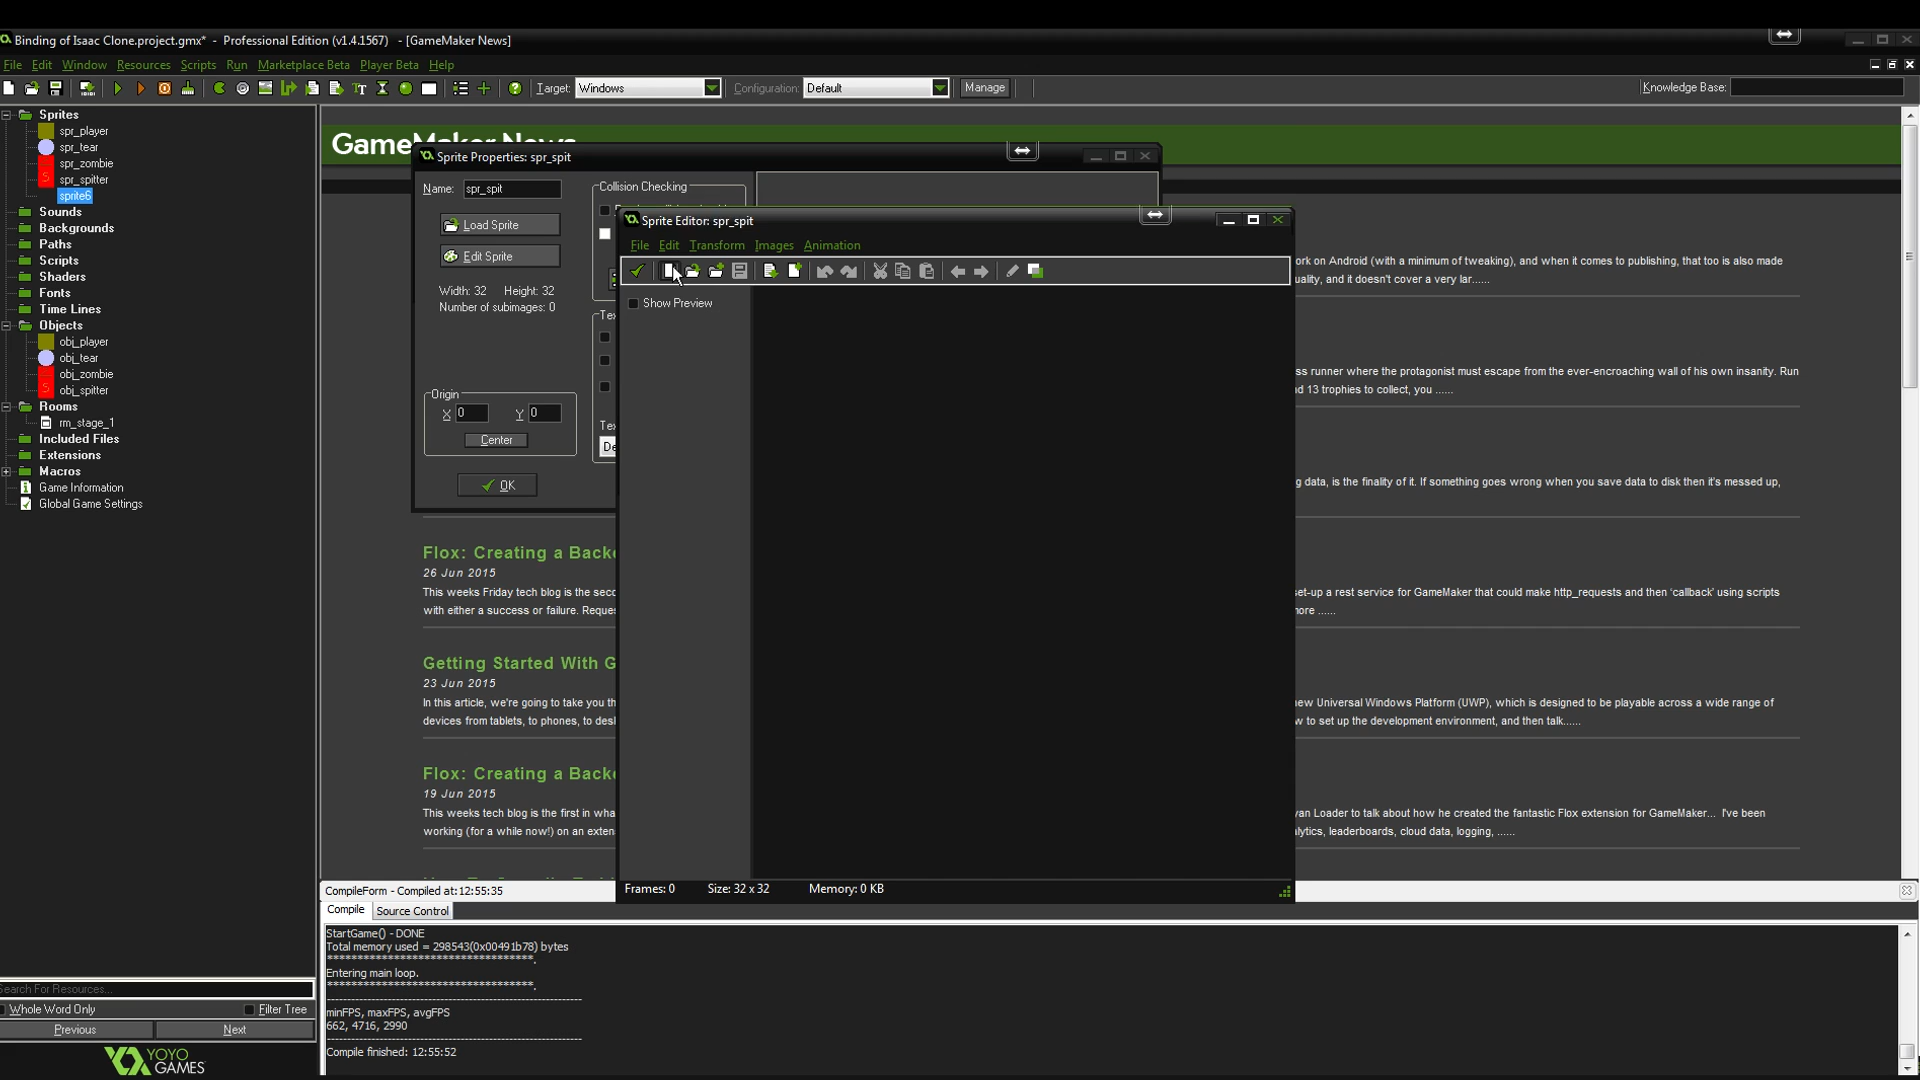 Binding of Isaac Clone.project.gmx* - Professional Edition (v1.4.1567) - [GameMaker News]
File Edit Window Resources Scripts Run Marketplace Beta Player Beta Help
Target: Windows Configuration: Default Manage Knowledge Base:
Sprites
spr_player
spr_tear
spr_zombie
spr_spitter
sprite6
Sounds
Backgrounds
Paths
Scripts
Shaders
Fonts
Time Lines
Objects
obj_player
obj_tear
obj_zombie
obj_spitter
Rooms
rm_stage_1
Included Files
Extensions
Macros
Game Information
Global Game Settings
Search For Resources...
Whole Word Only Filter Tree
Previous Next
YOYO
GAMES
GameMaker News
Sprite Properties: spr_spit
Name: spr_spit
Collision Checking
Load Sprite
Edit Sprite
Width: 32 Height: 32
Number of subimages: 0
Origin
X 0 Y 0
Center
OK
Sprite Editor: spr_spit
File Edit Transform Images Animation
Show Preview
Frames: 0 Size: 32 x 32 Memory: 0 KB
ork on Android (with a minimum of tweaking), and when it comes to publishing, that too is also made
uality, and it doesn't cover a very lar......
ss runner where the protagonist must escape from the ever-encroaching wall of his own insanity. Run
d 13 trophies to collect, you ......
g data, is the finality of it. If something goes wrong when you save data to disk then it's messed up,
Flox: Creating a Backe
26 Jun 2015
This weeks Friday tech blog is the seco
with either a success or failure. Reques
set-up a rest service for GameMaker that could make http_requests and then 'callback' using scripts
more ......
Getting Started With G
23 Jun 2015
In this article, we're going to take you th
devices from tablets, to phones, to desk
new Universal Windows Platform (UWP), which is designed to be playable across a wide range of
w to set up the development environment, and then talk......
Flox: Creating a Backe
19 Jun 2015
This weeks tech blog is the first in wha
working (for a while now!) on an exten
van Loader to talk about how he created the fantastic Flox extension for GameMaker... I've been
alytics, leaderboards, cloud data, logging, ......
CompileForm - Compiled at: 12:55:35
Compile Source Control
StartGame() - DONE
Total memory used = 298543(0x00491b78) bytes
***********************************.
Entering main loop.
***********************************.
minFPS, maxFPS, avgFPS
662, 4716, 2990
Compile finished: 12:55:52